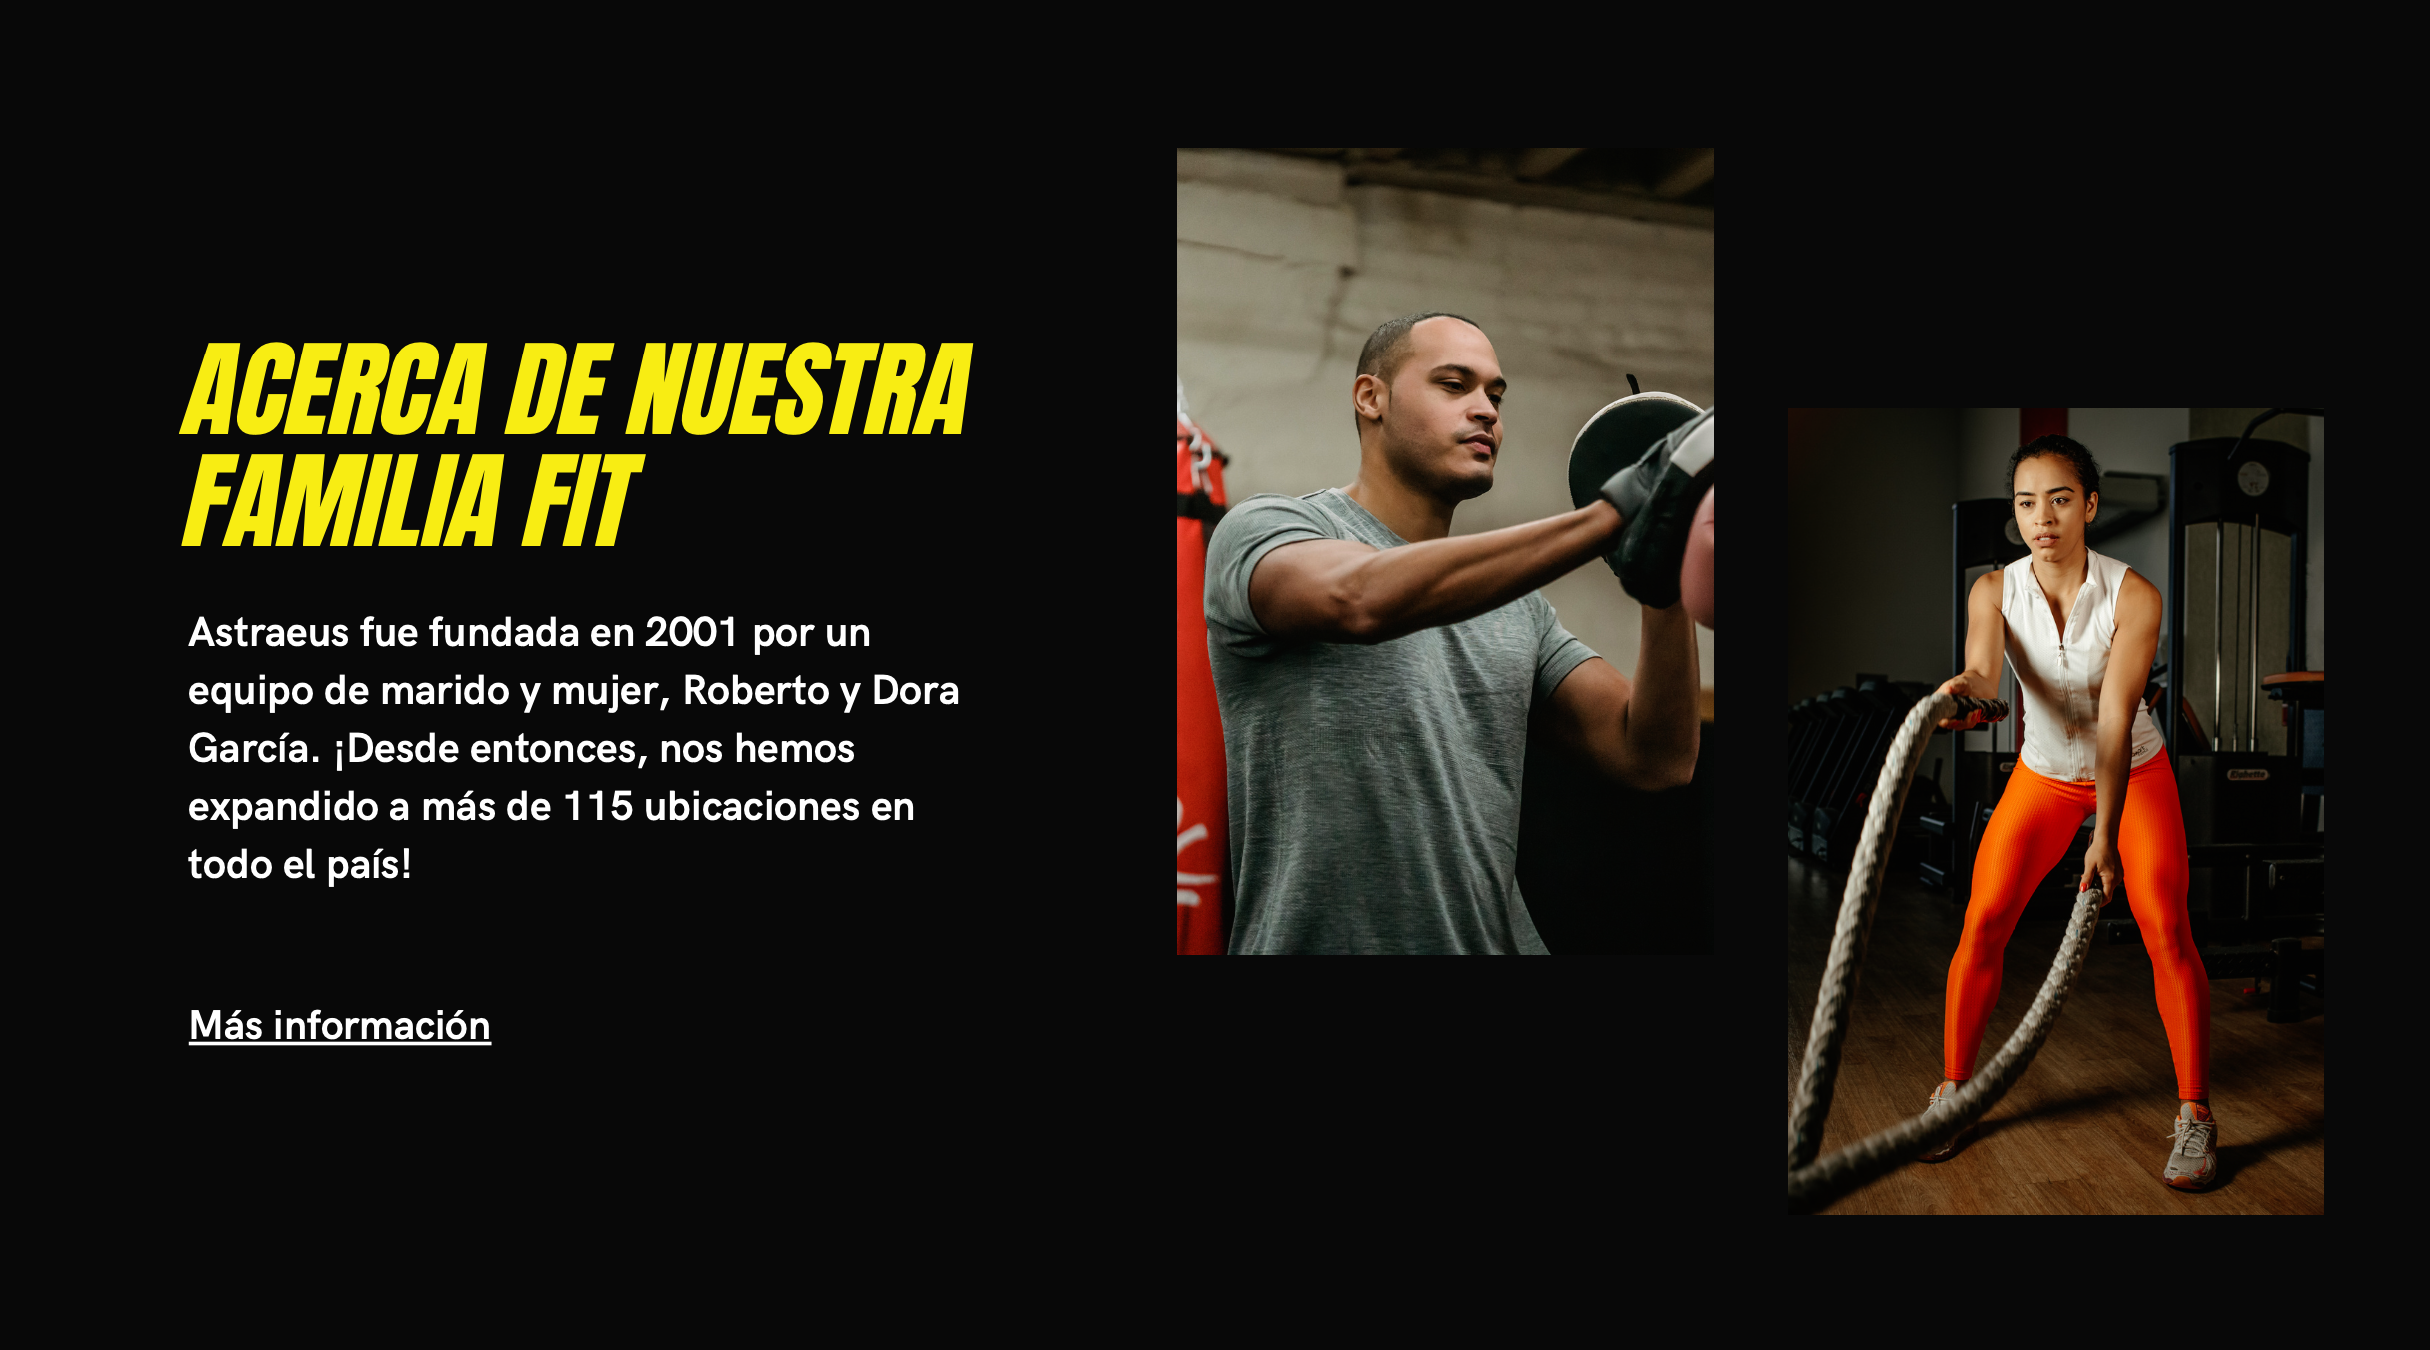 ACERCA DE NUESTRA
FAMILIA FIT
Astraeus fue fundada en 2001 por un
equipo de marido y mujer, Roberto y Dora
García. ¡Desde entonces, nos hemos
expandido a más de 115 ubicaciones en
todo el país!
Más información